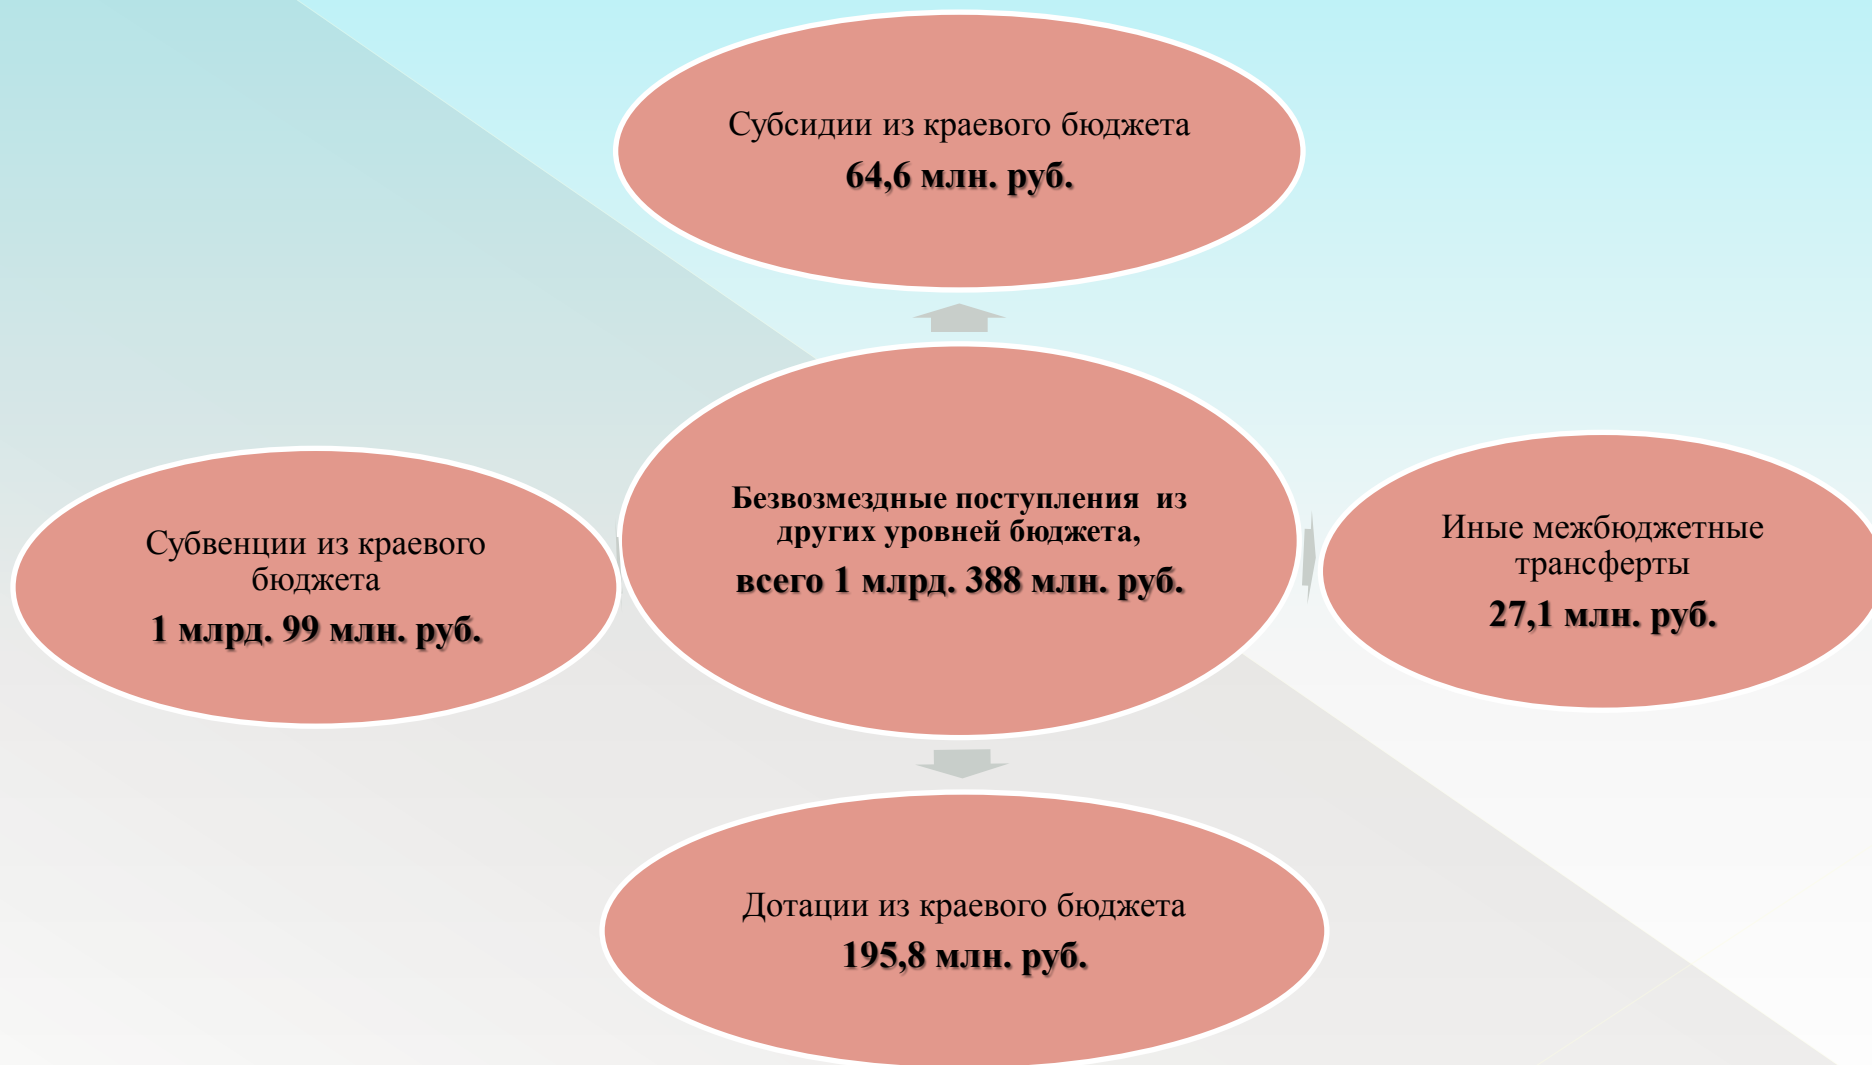 Субсидии из краевого бюджета
64,6 млн. руб.
Безвозмездные поступления  из
других уровней бюджета,
всего 1 млрд. 388 млн. руб.
Субвенции из краевого
бюджета
1 млрд. 99 млн. руб.
Иные межбюджетные
трансферты
27,1 млн. руб.
Дотации из краевого бюджета
195,8 млн. руб.